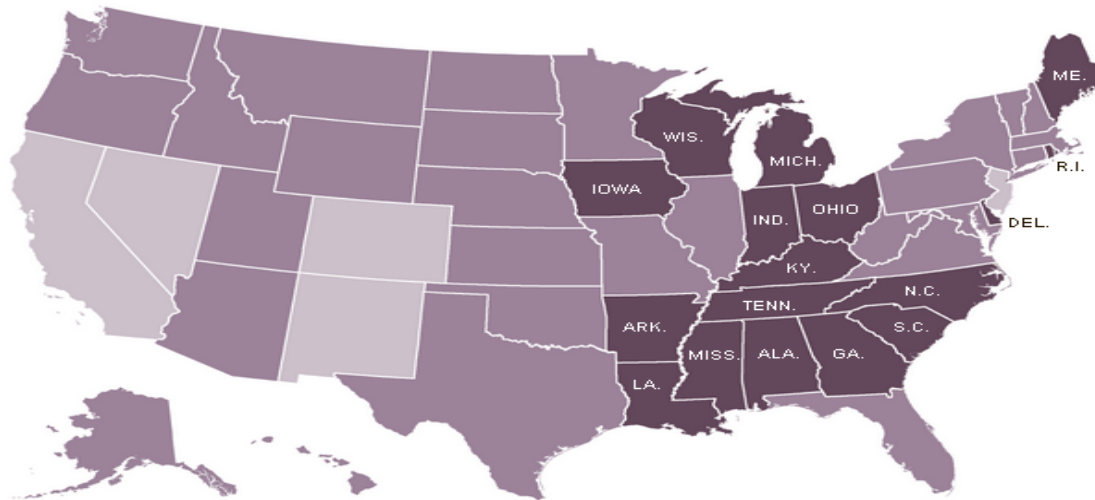 ME.
WIS.
MICH.
R.I.
IOWA
OHIO
IND.
DEL.
KY.
N.C.
TENN.
S.C.
ARK.
MISS.
ALA.
GA.
LA.